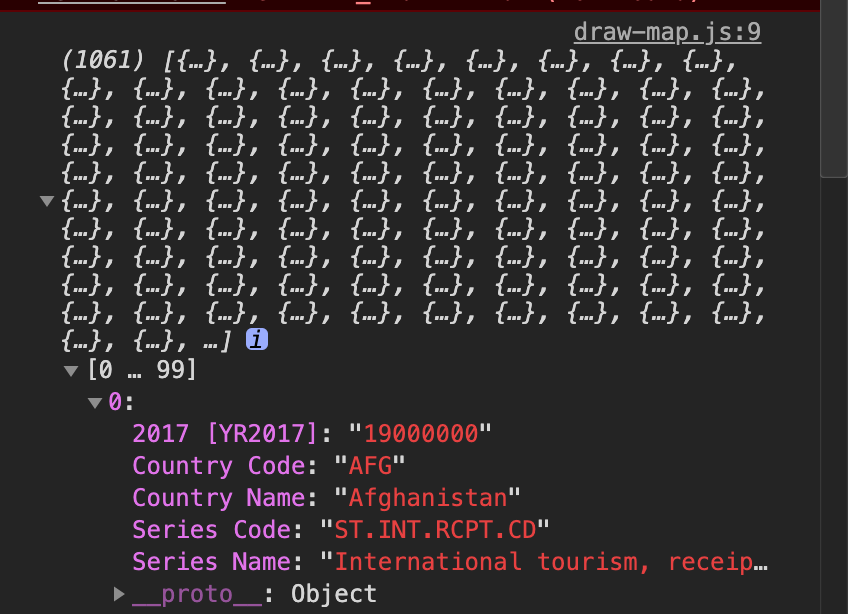 draw-map.js:9
(1061) [{…}, {…}, {…}, {…}, {…}, {…}, {…}, {…},
{…}, {…}, {…}, {…}, {…}, {…}, {…}, {…}, {…}, {…},
{…}, {…}, {…}, {…}, {…}, {…}, {…}, {…}, {…}, {…},
{…}, {…}, {…}, {…}, {…}, {…}, {…}, {…}, {…}, {…},
{…}, {…}, {…}, {…}, {…}, {…}, {…}, {…}, {…}, {…},
{…}, {…}, {…}, {…}, {…}, {…}, {…}, {…}, {…}, {…},
{…}, {…}, {…}, {…}, {…}, {…}, {…}, {…}, {…}, {…},
{…}, {…}, {…}, {…}, {…}, {…}, {…}, {…}, {…}, {…},
{…}, {…}, {…}, {…}, {…}, {…}, {…}, {…}, {…}, {…},
{…}, {…}, {…}, {…}, {…}, {…}, {…}, {…}, {…}, {…},
{…}, {…}, …] i
[0 … 99]
0:
2017 [YR2017]: "19000000"
Country Code: "AFG"
Country Name: "Afghanistan"
Series Code: "ST.INT.RCPT.CD"
Series Name: "International tourism, receip…
__proto__: Object